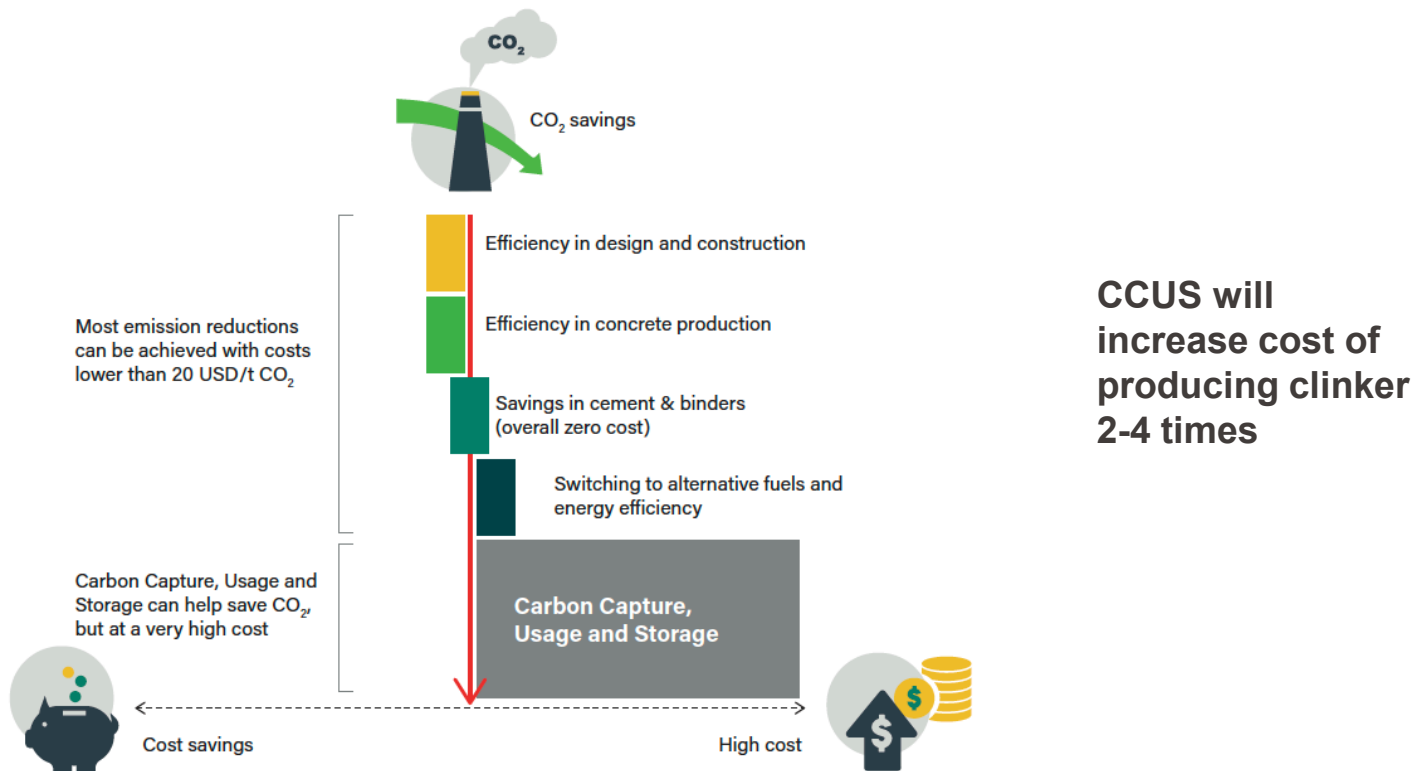 CO₂
CO₂ savings
Efficiency in design and construction
Efficiency in concrete production
Most emission reductions
can be achieved with costs
lower than 20 USD/t CO₂
Savings in cement & binders
(overall zero cost)
Switching to alternative fuels and
energy efficiency
Carbon Capture, Usage and
Storage can help save CO₂,
but at a very high cost
Carbon Capture,
Usage and Storage
$
$
Cost savings
High cost
CCUS will
increase cost of
producing clinker
2-4 times